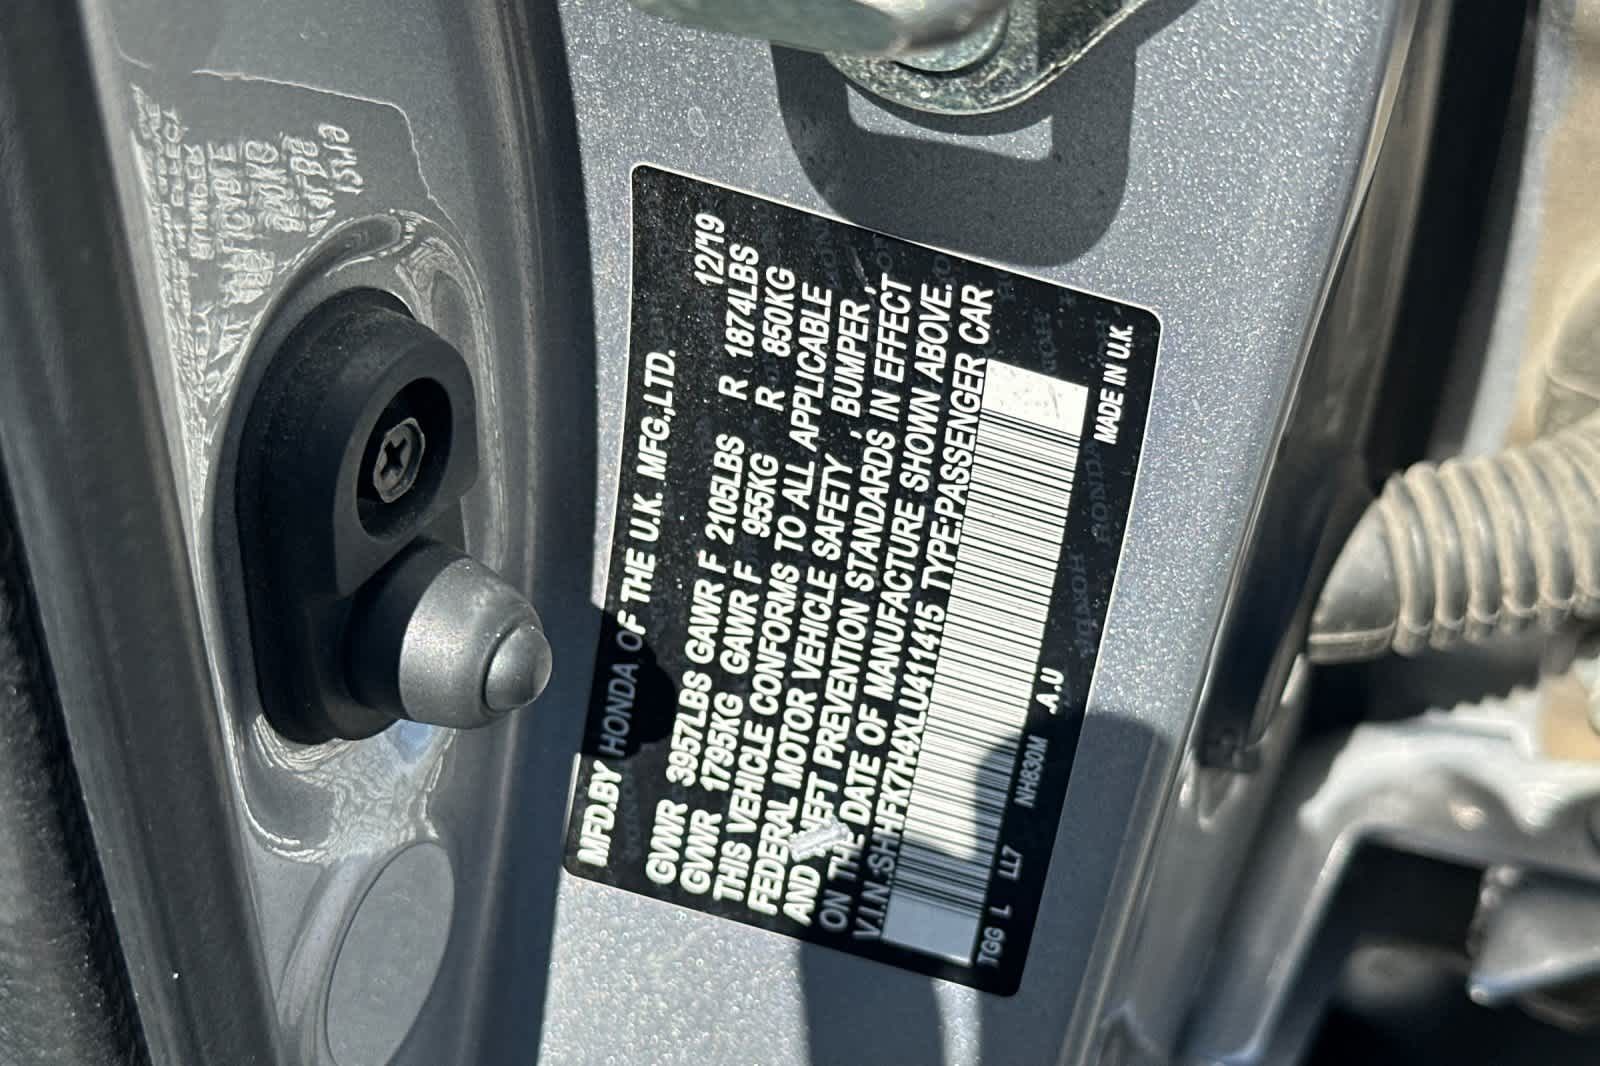 MFD.BY HONDA OF THE U.K. MFG.,LTD.
12/'19
GVWR 3957LBS GAWR F 2105LBS R 1874LBS
GVWR 1795KG GAWR F 955KG R 850KG
THIS VEHICLE CONFORMS TO ALL APPLICABLE
FEDERAL MOTOR VEHICLE SAFETY, BUMPER,
AND THEFT PREVENTION STANDARDS IN EFFECT
ON THE DATE OF MANUFACTURE SHOWN ABOVE.
V.I.N.:SHHFK7H4XLU411415 TYPE:PASSENGER CAR
TGG L LL7 NH830M .A.U MADE IN U.K.